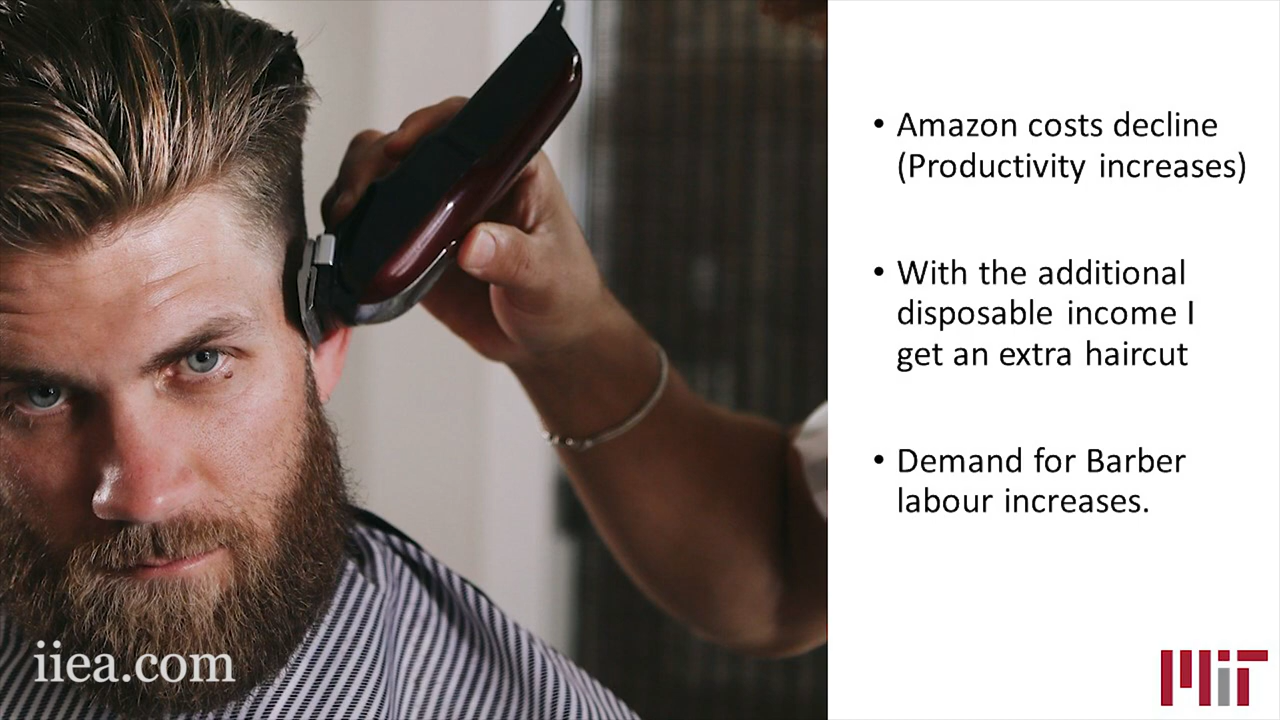 • Amazon costs decline
(Productivity increases)
• With the additional
disposable income I
get an extra haircut
• Demand for Barber
labour increases.
iiea.com
MIT